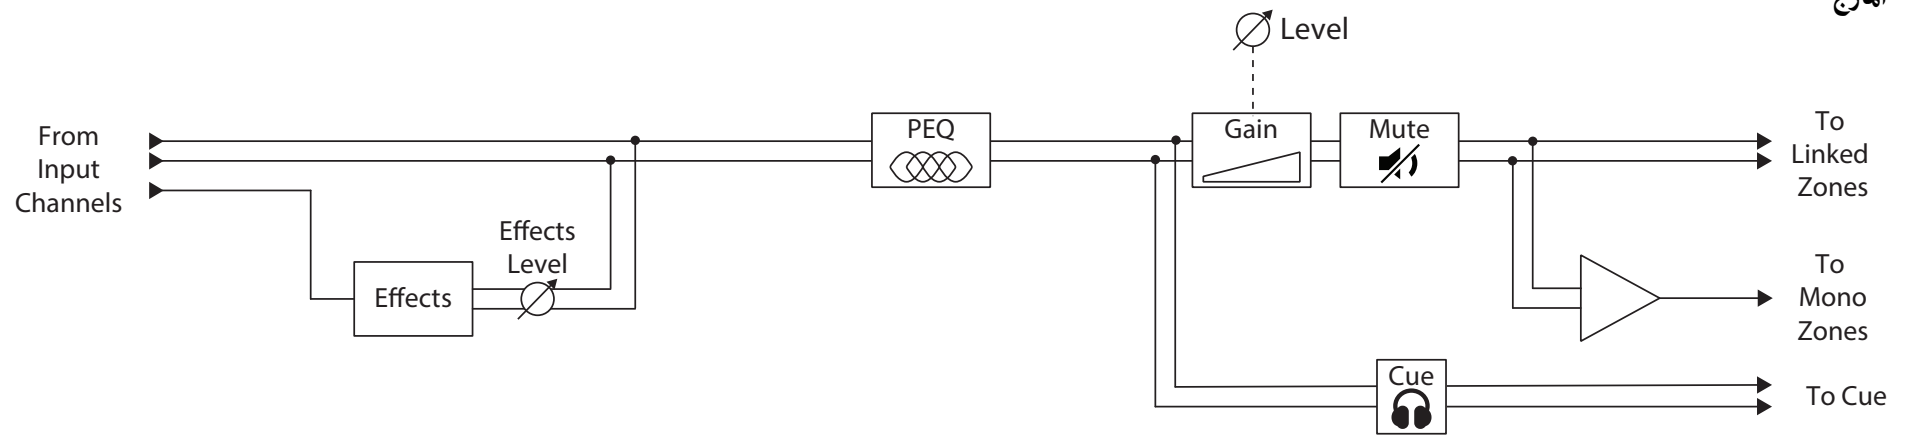 Level
From
Input
Channels
PEQ
Gain
Mute
To
Linked
Zones
Effects
Level
Effects
To
Mono
Zones
Cue
To Cue